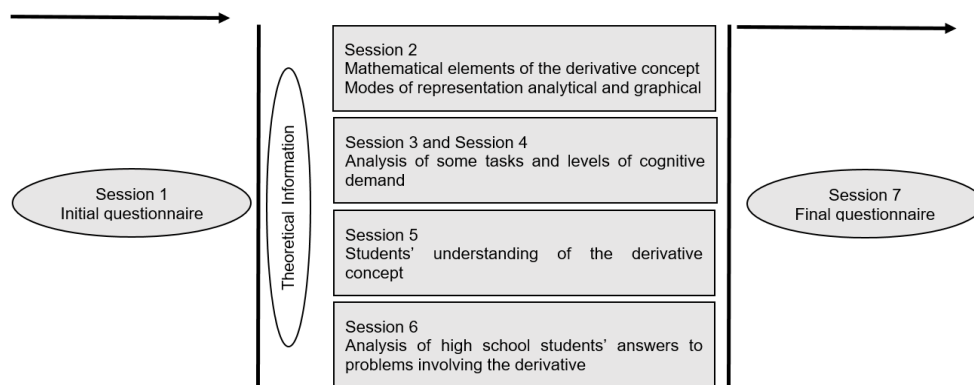 Session 1
Initial questionnaire
Theoretical Information
Session 2
Mathematical elements of the derivative concept
Modes of representation analytical and graphical
Session 3 and Session 4
Analysis of some tasks and levels of cognitive
demand
Session 5
Students’ understanding of the derivative
concept
Session 6
Analysis of high school students’ answers to
problems involving the derivative
Session 7
Final questionnaire